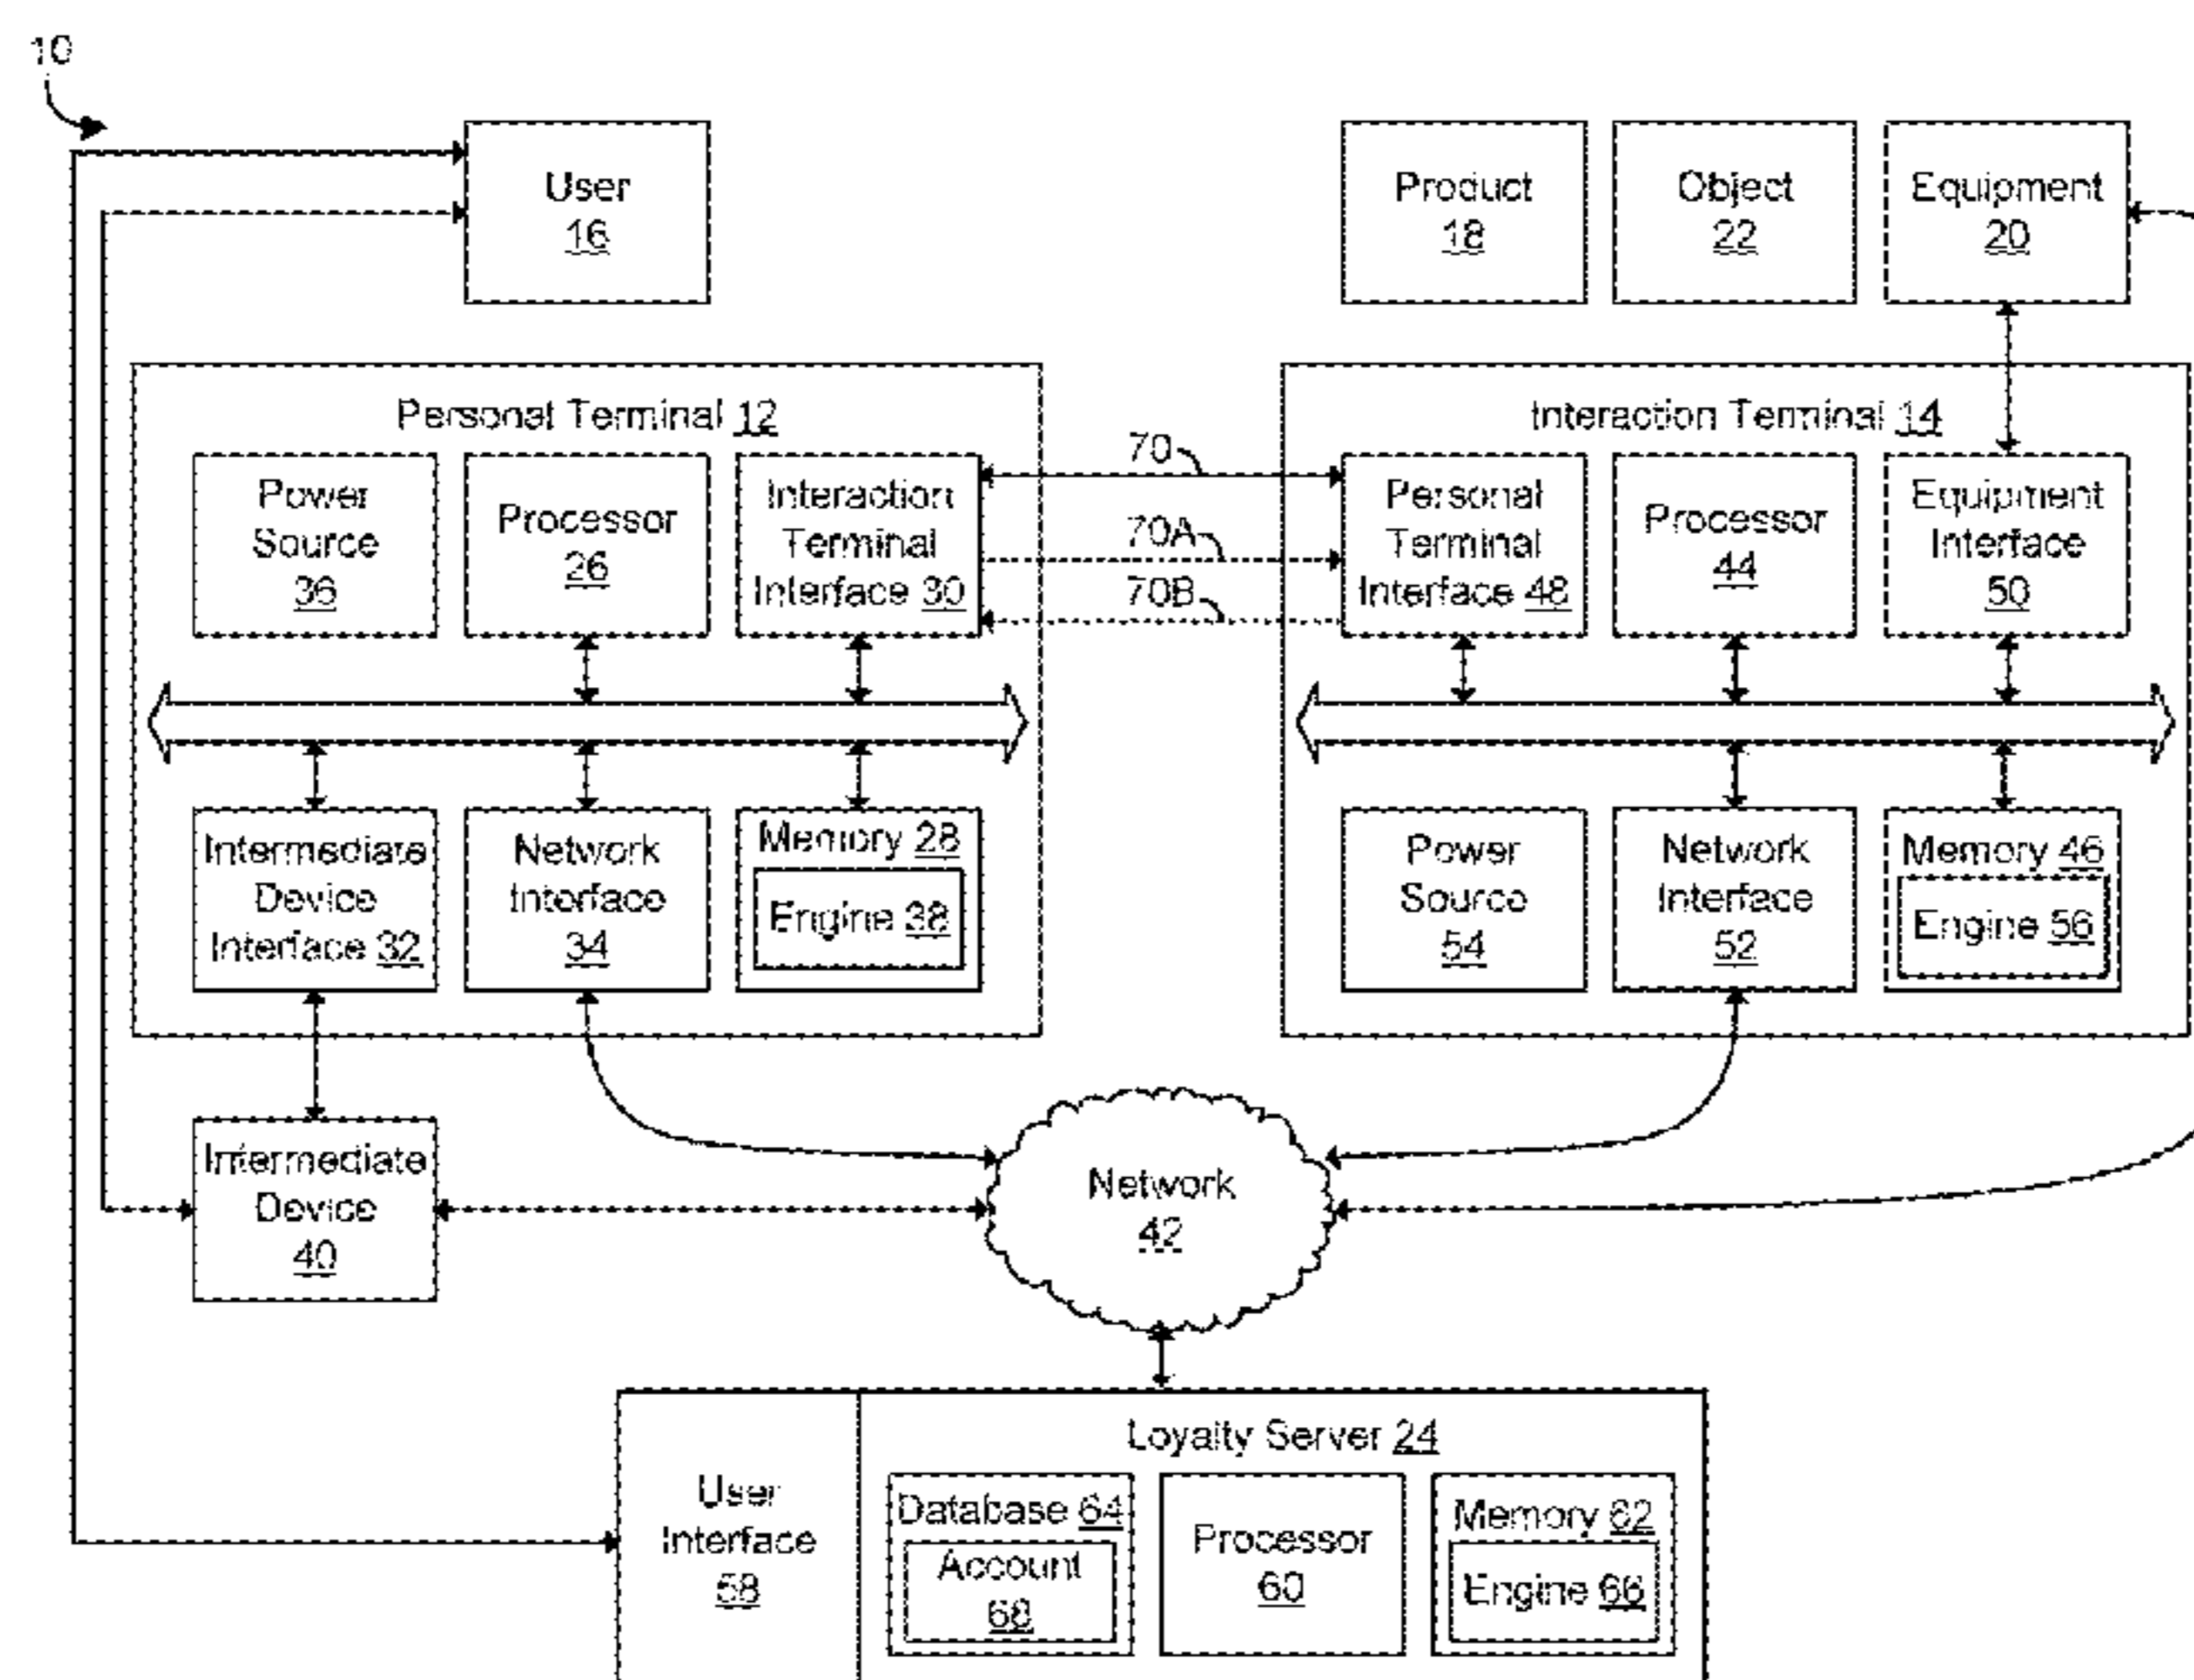 10
User
16
Product
18
Object
22
Equipment
20
Personal Terminal 12
Power
Source
36
Processor
26
Interaction
Terminal
Interface 30
70
70A
70B
Interaction Terminal 14
Personal
Terminal
Interface 48
Processor
44
Equipment
Interface
50
Intermediate
Device
Interface 32
Network
Interface
34
Memory 28
Engine 38
Power
Source
54
Network
Interface
52
Memory 46
Engine 56
Intermediate
Device
40
Network
42
User
Interface
58
Loyalty Server 24
Database 64
Account
68
Processor
60
Memory 62
Engine 66